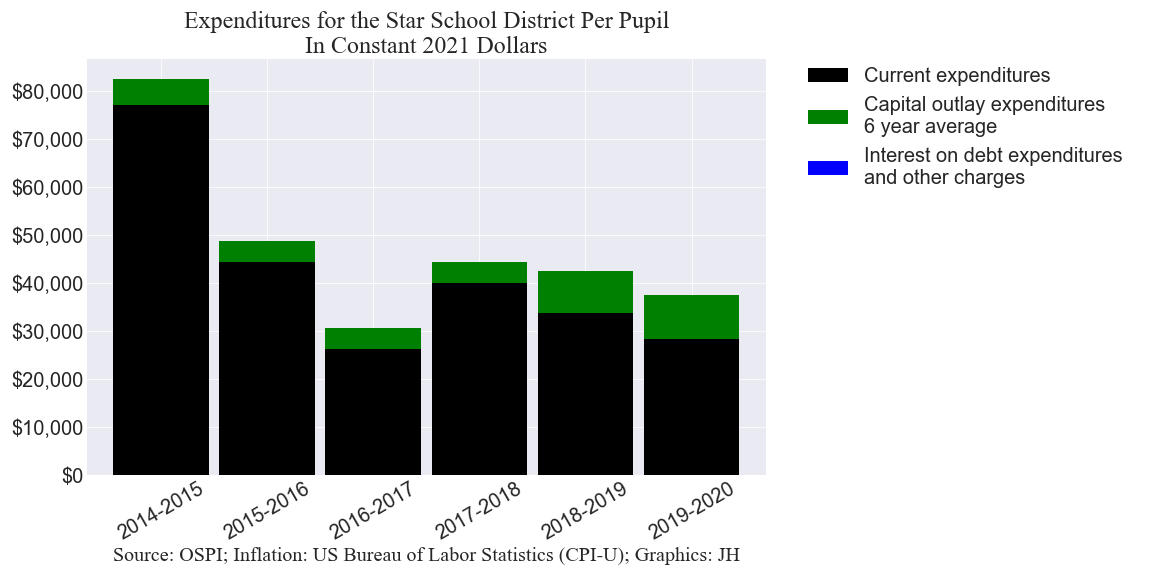 Expenditures for the Star School District Per Pupil
In Constant 2021 Dollars
$80,000
$70,000
$60,000
$50,000
$40,000
$30,000
$20,000
$10,000
$0
2014-2015
2015-2016
2016-2017
2017-2018
2018-2019
2019-2020
Current expenditures
Capital outlay expenditures
6 year average
Interest on debt expenditures
and other charges
Source: OSPI; Inflation: US Bureau of Labor Statistics (CPI-U); Graphics: JH